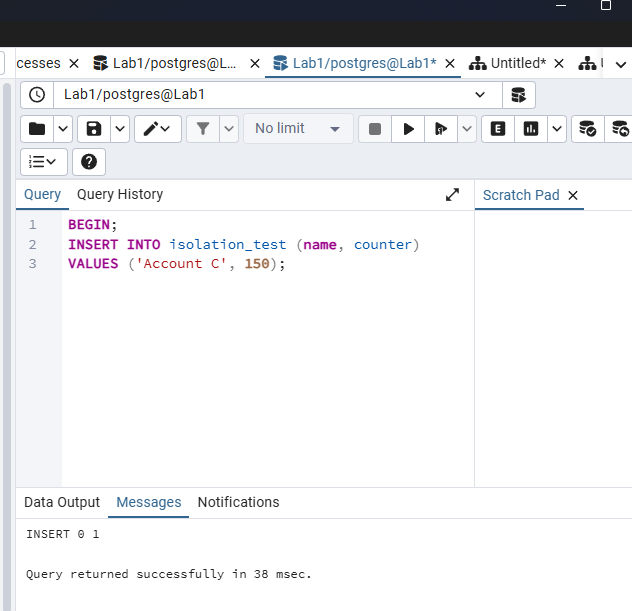 cesses
Lab1/postgres@L...
Lab1/postgres@Lab1*
Untitled*
Lab1/postgres@Lab1
No limit
E
Query
Query History
Scratch Pad
1 BEGIN;
2 INSERT INTO isolation_test (name, counter)
3 VALUES ('Account C', 150);
Data Output
Messages
Notifications
INSERT 0 1
Query returned successfully in 38 msec.